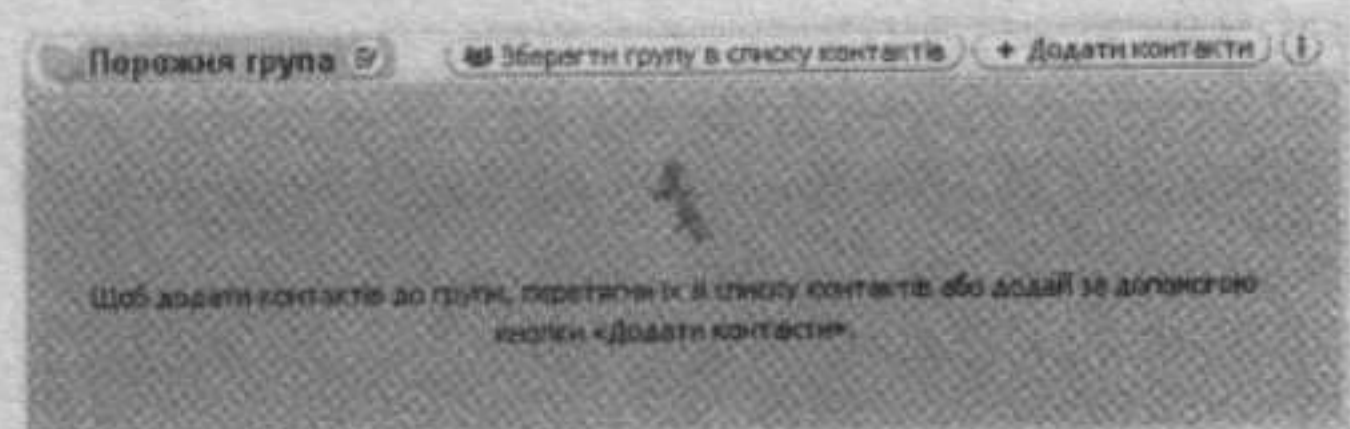 Порожня група
Зберегти групу в списку контактів
+ Додати контакти
Щоб додати контактів до групи, перетягни їх зі списку контактів або додай за допомогою
кнопки «Додати контакти».